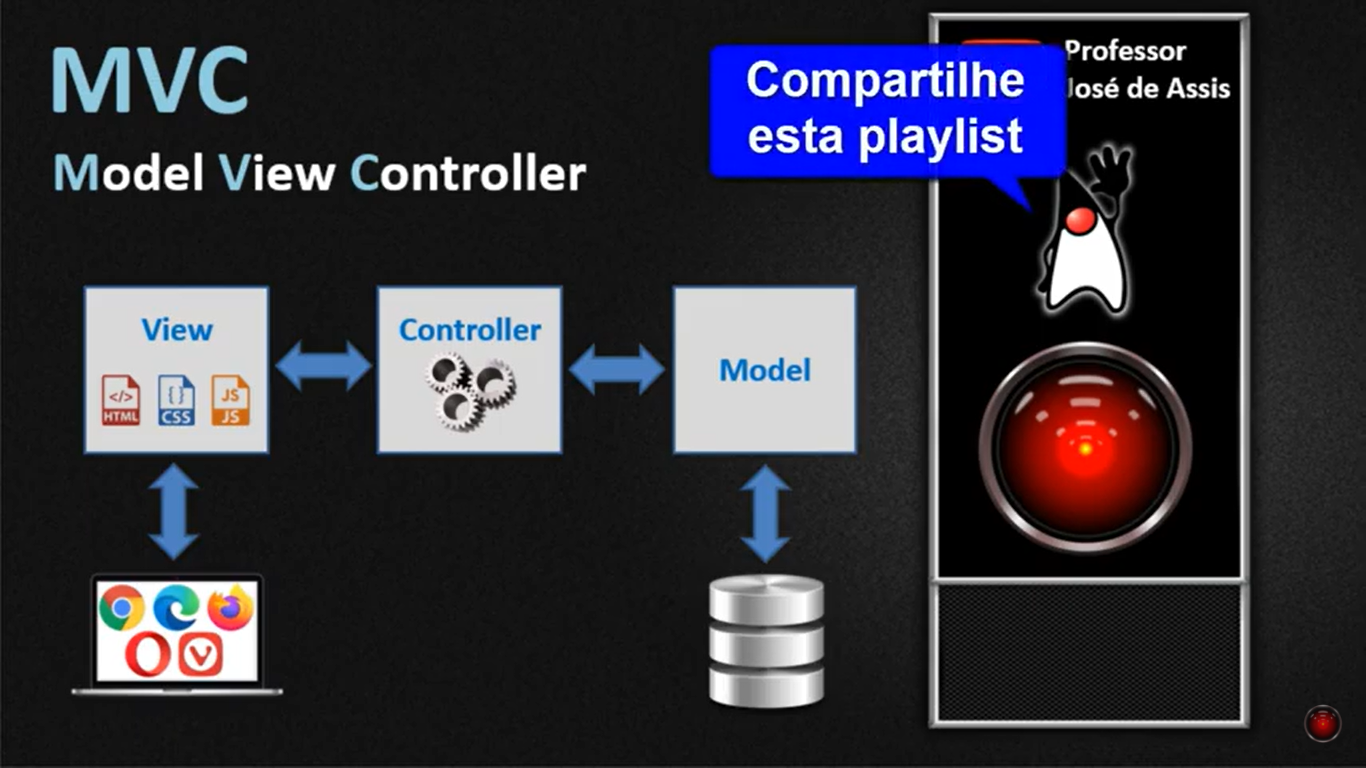 MVC
Model View Controller
Compartilhe
esta playlist
Professor
José de Assis
View
HTML
CSS
JS
JS
Controller
Model